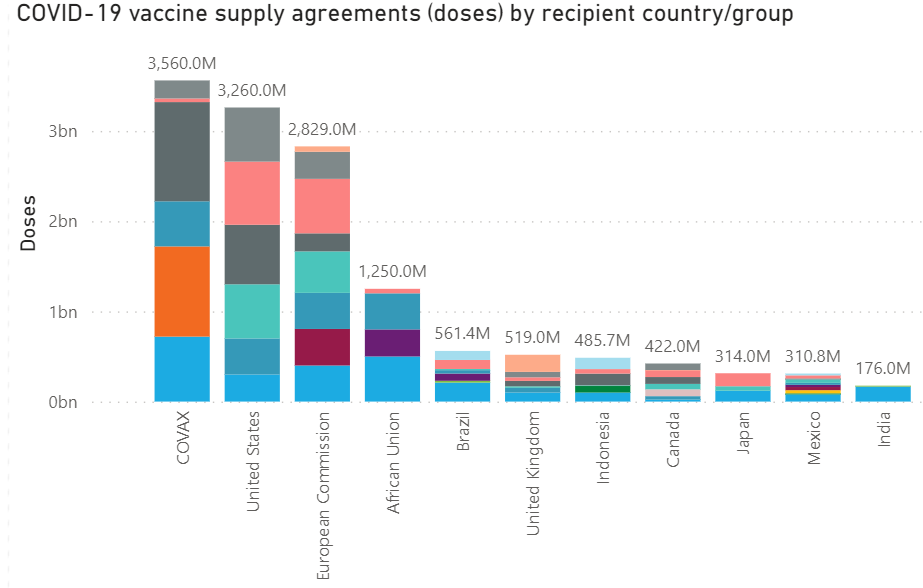 COVID-19 vaccine supply agreements (doses) by recipient country/group
3,560.0M
3,260.0M
2,829.0M
1,250.0M
561.4M
519.0M
485.7M
422.0M
314.0M
310.8M
176.0M
3bn
2bn
1bn
0bn
Doses
COVAX
United States
European Commission
African Union
Brazil
United Kingdom
Indonesia
Canada
Japan
Mexico
India